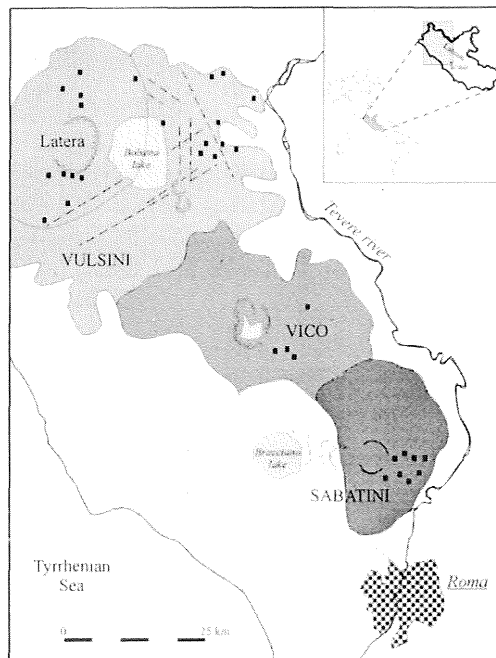 Latera
Bolsena
lake
Tevere river
VULSINI
VICO
Bracciano
lake
SABATINI
Tyrrhenian
Sea
Roma
0
25 km